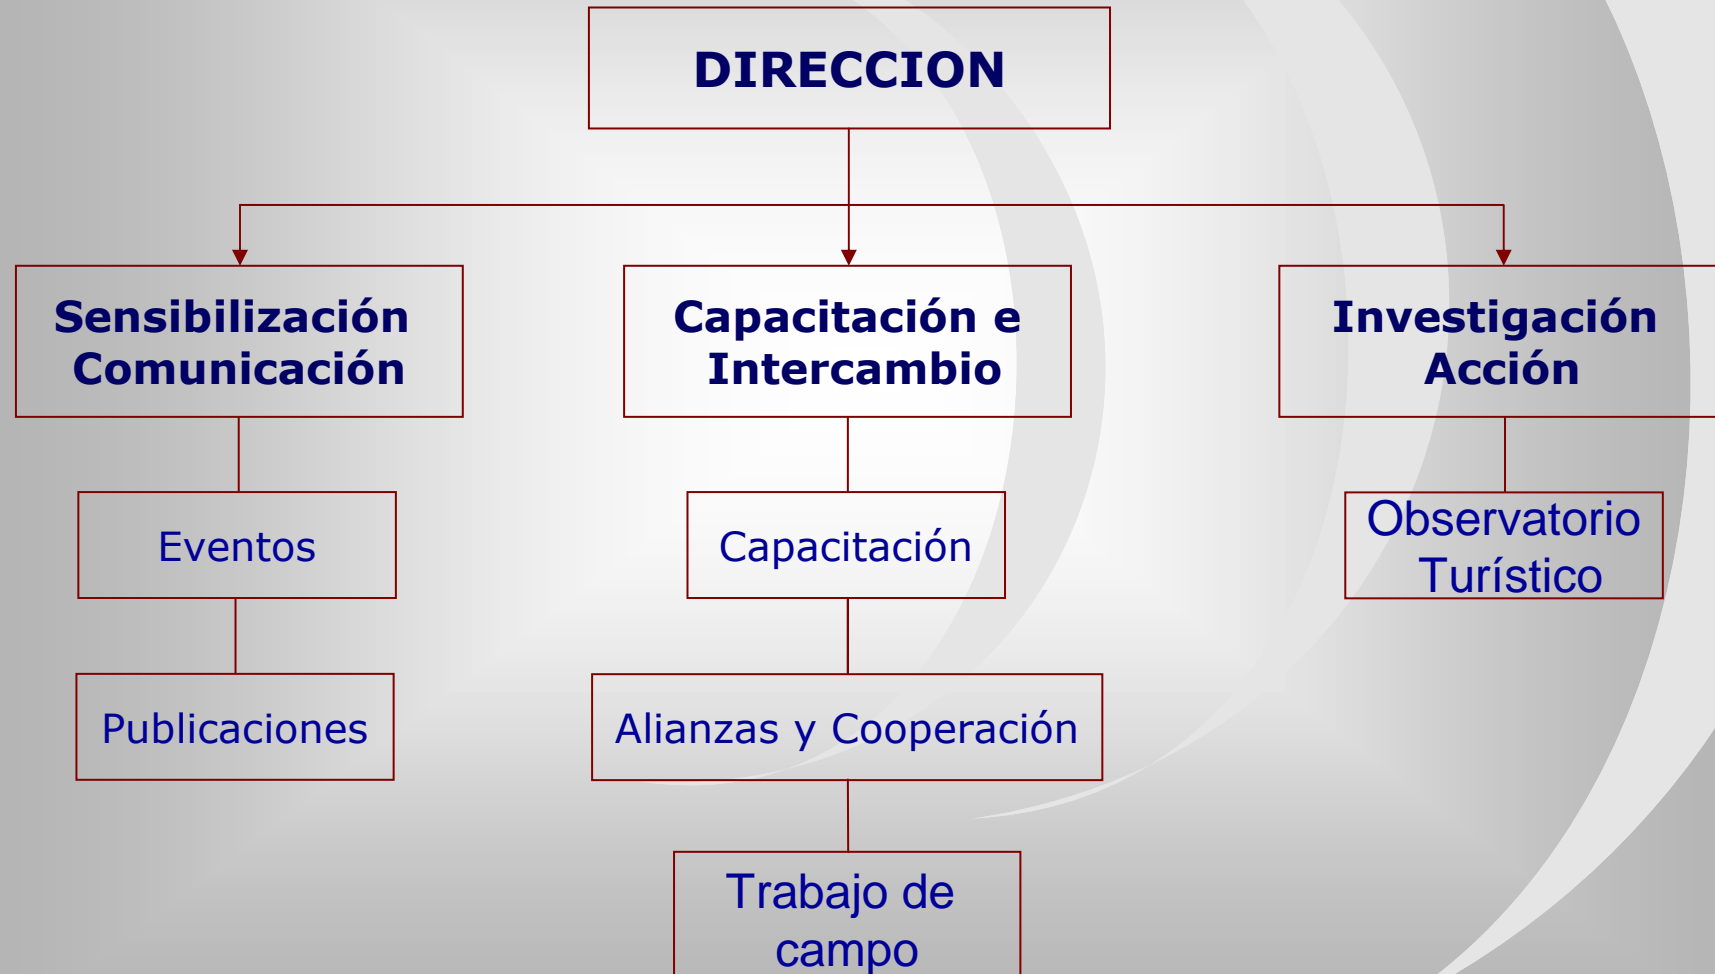 DIRECCION
Sensibilización
Comunicación
Capacitación e
Intercambio
Investigación
Acción
Eventos
Capacitación
Observatorio
Turístico
Publicaciones
Alianzas y Cooperación
Trabajo de
campo